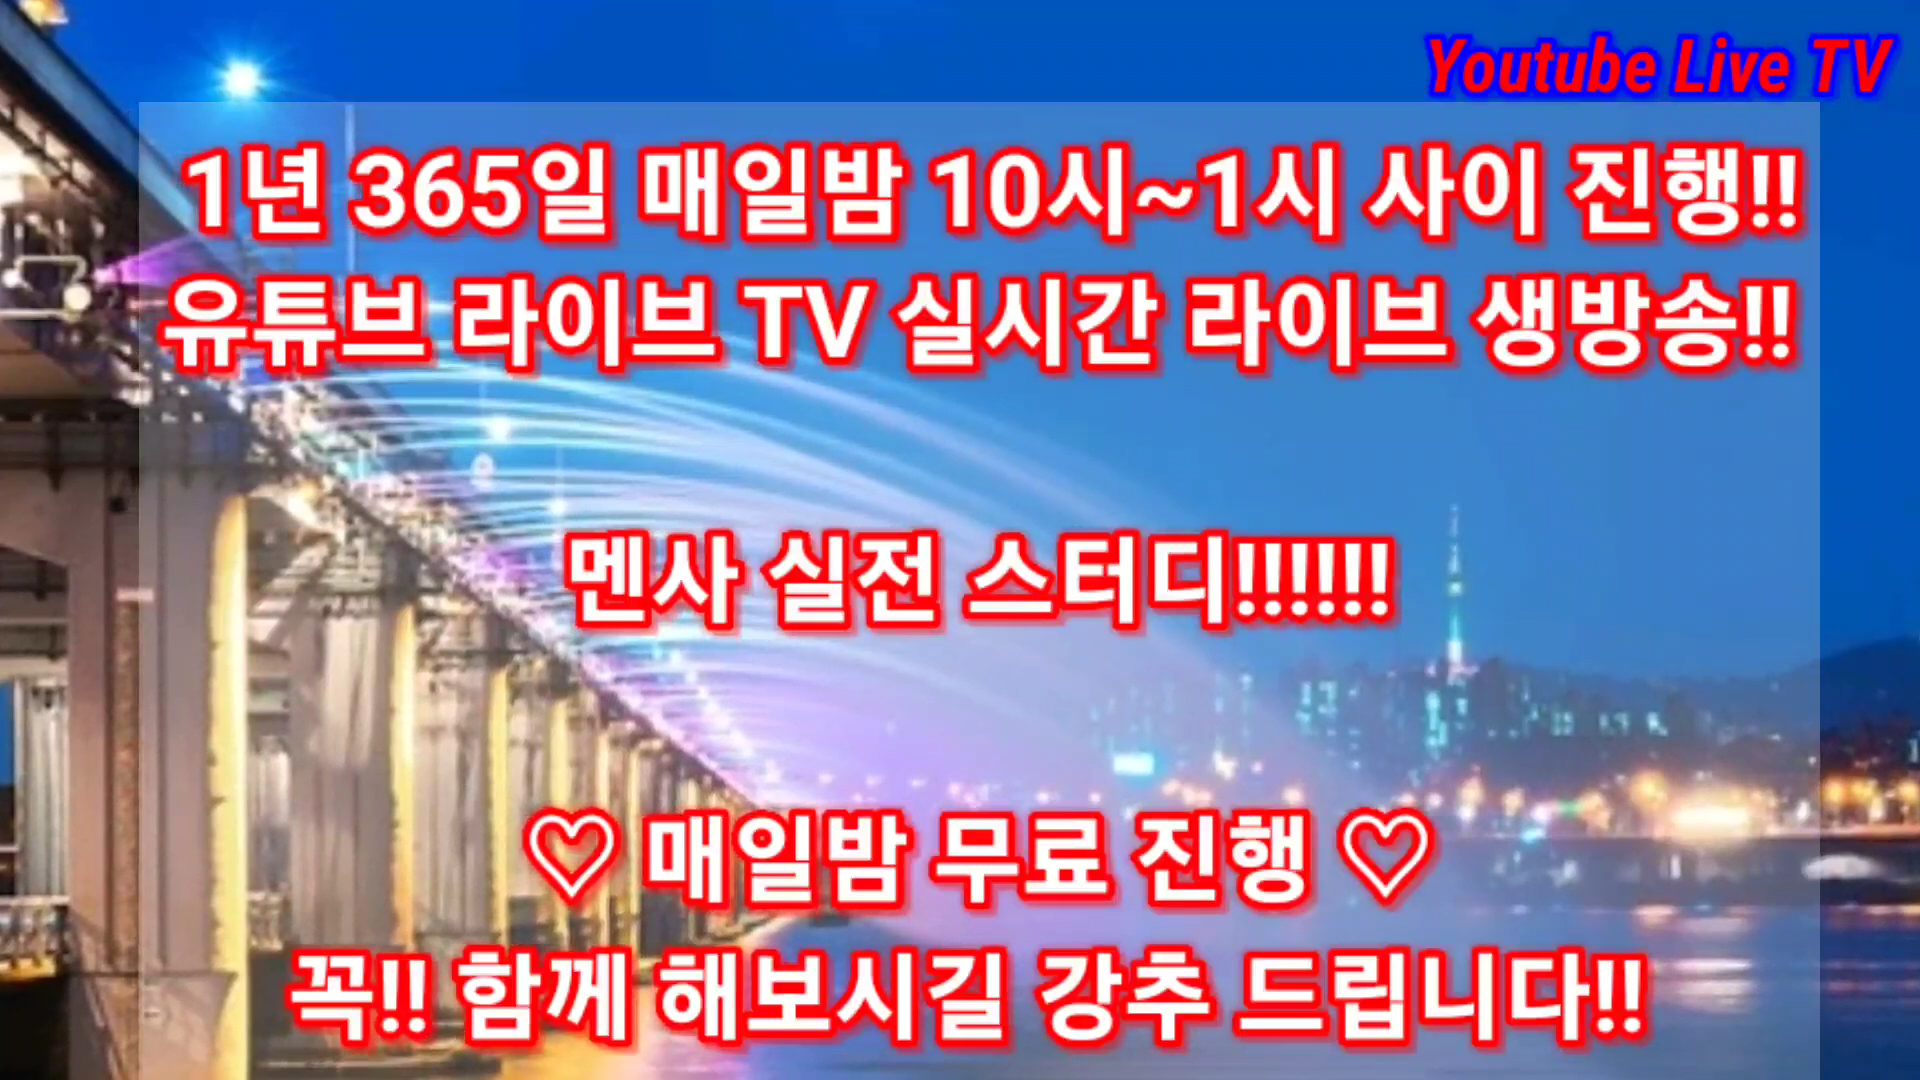 Youtube Live TV
1년 365일 매일밤 10시~1시 사이 진행!!
유튜브 라이브 TV 실시간 라이브 생방송!!
멘사 실전 스터디!!!!!!
♡ 매일밤 무료 진행 ♡
꼭!! 함께 해보시길 강추 드립니다!!